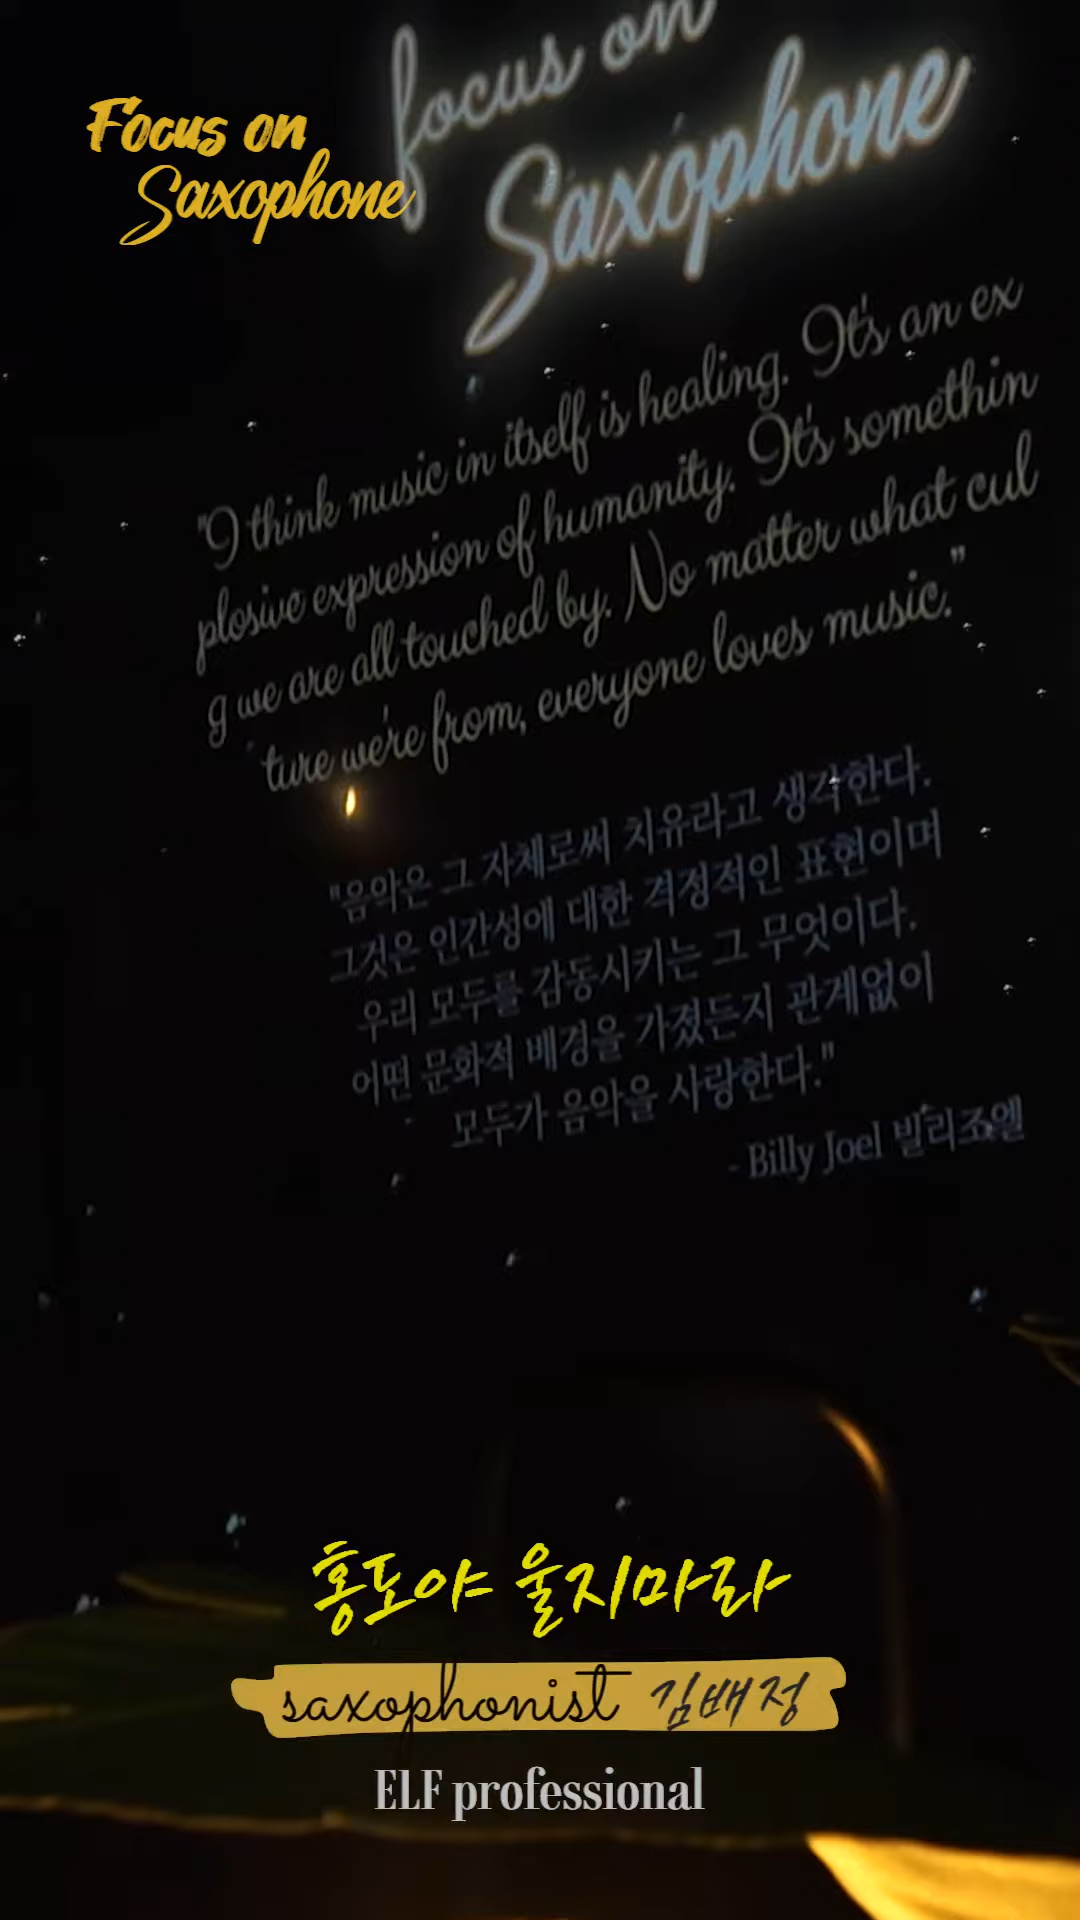 Focus on
Saxophone
focus on
Saxophone
"I think music in itself is healing. It's an ex
plosive expression of humanity. It's somethin
g we are all touched by. No matter what cul
ture we're from, everyone loves music."
"음악은 그 자체로써 치유라고 생각한다.
그것은 인간성에 대한 격정적인 표현이며
우리 모두를 감동시키는 그 무엇이다.
어떤 문화적 배경을 가졌든지 관계없이
모두가 음악을 사랑한다."
- Billy Joel 빌리죠엘
홍도야 울지마라
saxophonist 김배정
ELF professional